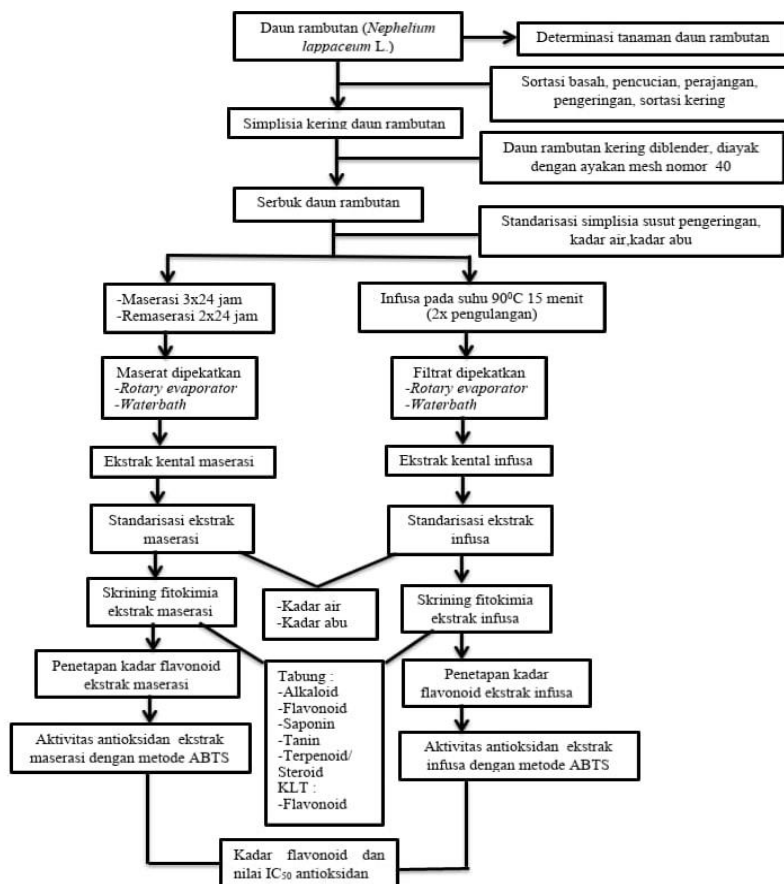 Daun rambutan (Nephelium
lappaceum L.)
Determinasi tanaman daun rambutan
Sortasi basah, pencucian, perajangan,
pengeringan, sortasi kering
Simplisia kering daun rambutan
Daun rambutan kering diblender, diayak
dengan ayakan mesh nomor 40
Serbuk daun rambutan
Standarisasi simplisia susut pengeringan,
kadar air,kadar abu
-Maserasi 3x24 jam
-Remaserasi 2x24 jam
Infusa pada suhu 90⁰C 15 menit
(2x pengulangan)
Maserat dipekatkan
-Rotary evaporator
-Waterbath
Filtrat dipekatkan
-Rotary evaporator
-Waterbath
Ekstrak kental maserasi
Ekstrak kental infusa
Standarisasi ekstrak
maserasi
Standarisasi ekstrak
infusa
-Kadar air
-Kadar abu
Skrining fitokimia
ekstrak maserasi
Skrining fitokimia
ekstrak infusa
Penetapan kadar flavonoid
ekstrak maserasi
Tabung :
-Alkaloid
-Flavonoid
-Saponin
-Tanin
-Terpenoid/
Steroid
KLT :
-Flavonoid
Penetapan kadar
flavonoid ekstrak infusa
Aktivitas antioksidan ekstrak
maserasi dengan metode ABTS
Aktivitas antioksidan ekstrak
infusa dengan metode ABTS
Kadar flavonoid dan
nilai IC₅₀ antioksidan